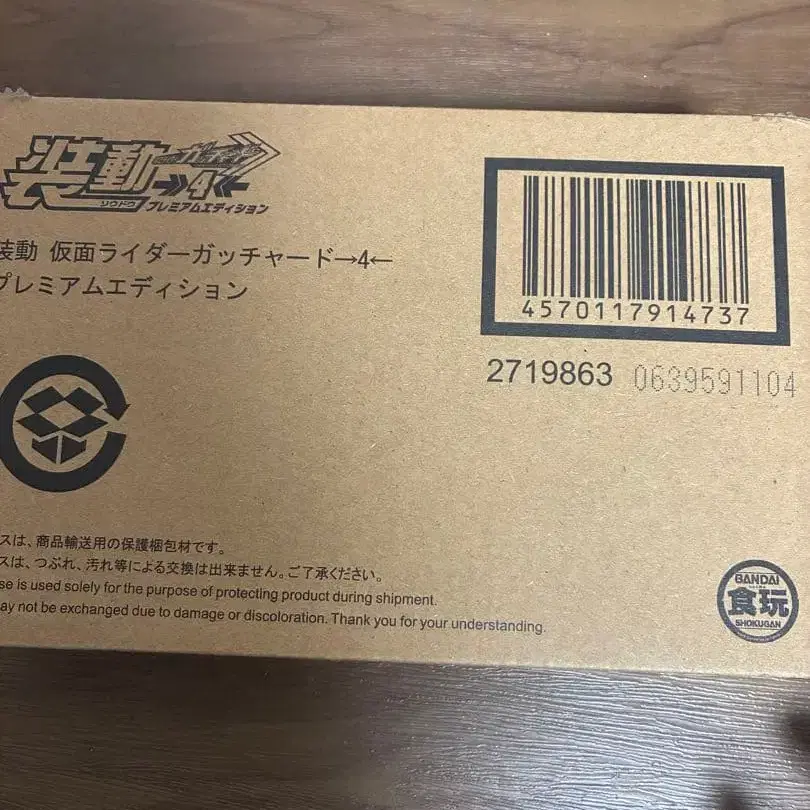 装動
ガッチャード
→4←
ソウドウ
プレミアムエディション
装動 仮面ライダーガッチャード→4←
プレミアムエディション
4570117914737
2719863 0639591104
スは、商品輸送用の保護梱包材です。
スは、つぶれ、汚れ等による交換は出来ません。ご了承ください。
se is used solely for the purpose of protecting product during shipment.
ay not be exchanged due to damage or discoloration. Thank you for your understanding.
BANDAI
食玩
SHOKUGAN